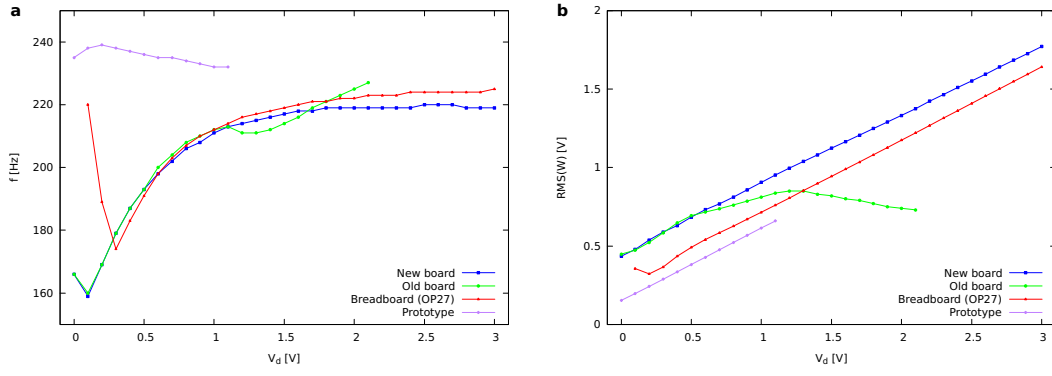 a
f [Hz]
240
220
200
180
160
0
0.5
1
1.5
2
2.5
3
V_d [V]
New board
Old board
Breadboard (OP27)
Prototype
b
RMS(W) [V]
2
1.5
1
0.5
0
0
0.5
1
1.5
2
2.5
3
V_d [V]
New board
Old board
Breadboard (OP27)
Prototype